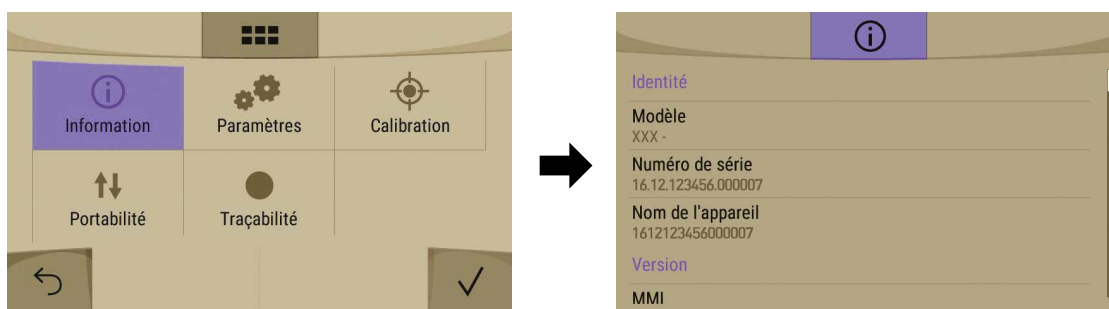 Information
Paramètres
Calibration
Portabilité
Traçabilité
Identité
Modèle
XXX -
Numéro de série
16.12.123456.000007
Nom de l'appareil
1612123456000007
Version
MMI